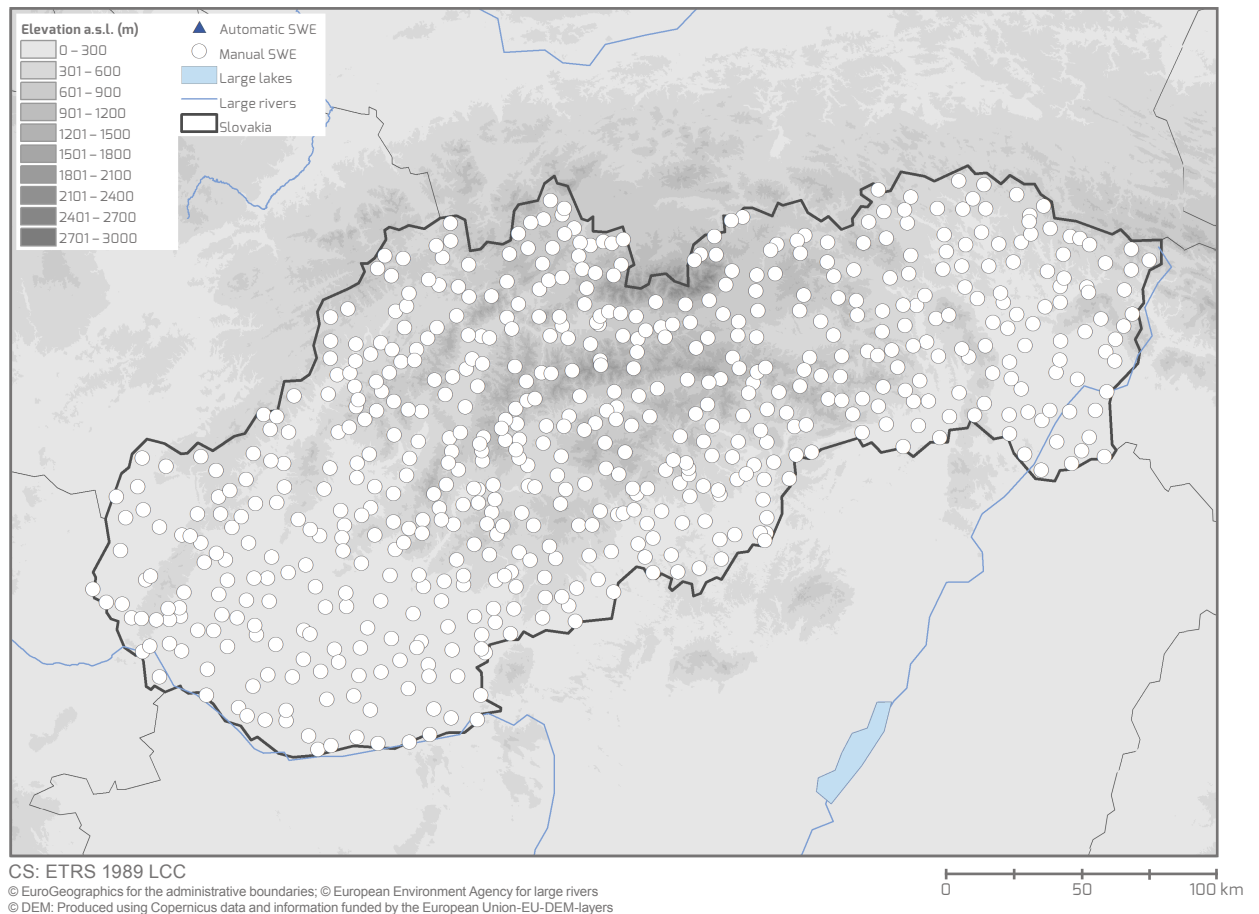 Elevation a.s.l. (m)
0 – 300
301 – 600
601 – 900
901 – 1200
1201 – 1500
1501 – 1800
1801 – 2100
2101 – 2400
2401 – 2700
2701 – 3000
Automatic SWE
Manual SWE
Large lakes
Large rivers
Slovakia
CS: ETRS 1989 LCC
© EuroGeographics for the administrative boundaries; © European Environment Agency for large rivers
© DEM: Produced using Copernicus data and information funded by the European Union-EU-DEM-layers
0 50 100 km